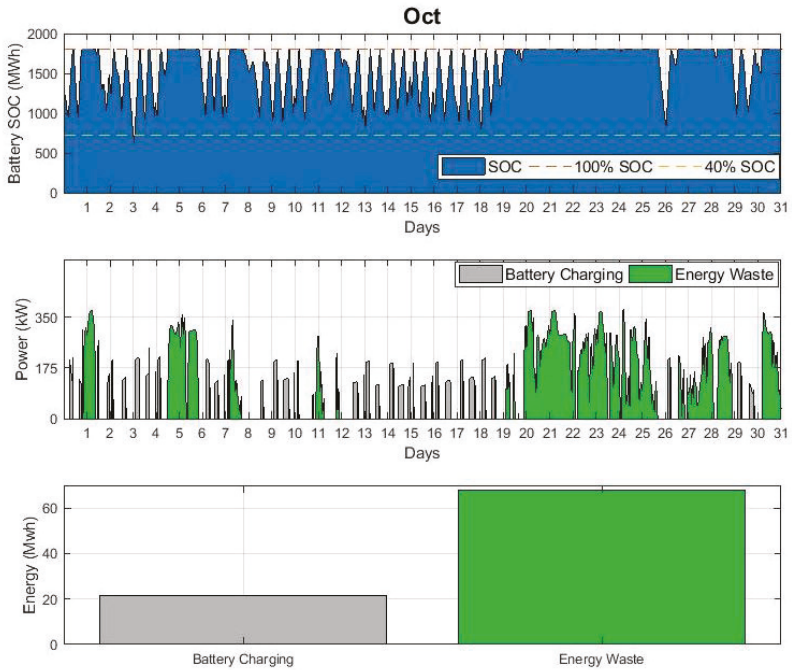 Oct
2000
1500
1000
500
0
Battery SOC (MWh)
SOC 100% SOC 40% SOC
1 2 3 4 5 6 7 8 9 10 11 12 13 14 15 16 17 18 19 20 21 22 23 24 25 26 27 28 29 30 31
Days
Battery Charging Energy Waste
350
175
0
Power (kW)
1 2 3 4 5 6 7 8 9 10 11 12 13 14 15 16 17 18 19 20 21 22 23 24 25 26 27 28 29 30 31
Days
60
40
20
0
Energy (Mwh)
Battery Charging Energy Waste